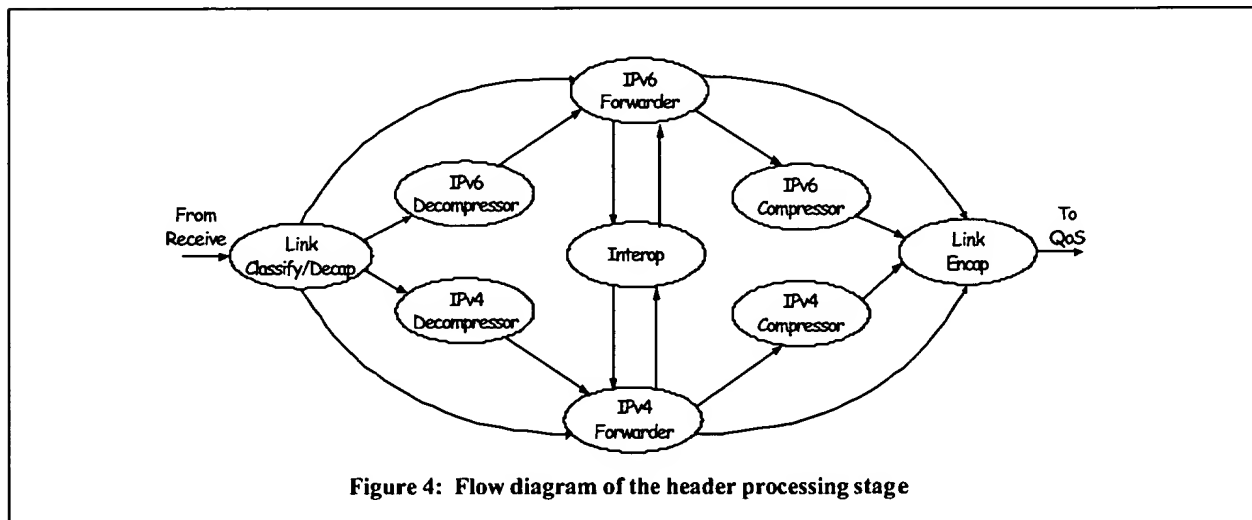 IPv6
Forwarder
IPv6
Decompressor
IPv6
Compressor
From
Receive
To
QoS
Link
Classify/Decap
Interop
Link
Encap
IPv4
Decompressor
IPv4
Compressor
IPv4
Forwarder
Figure 4: Flow diagram of the header processing stage